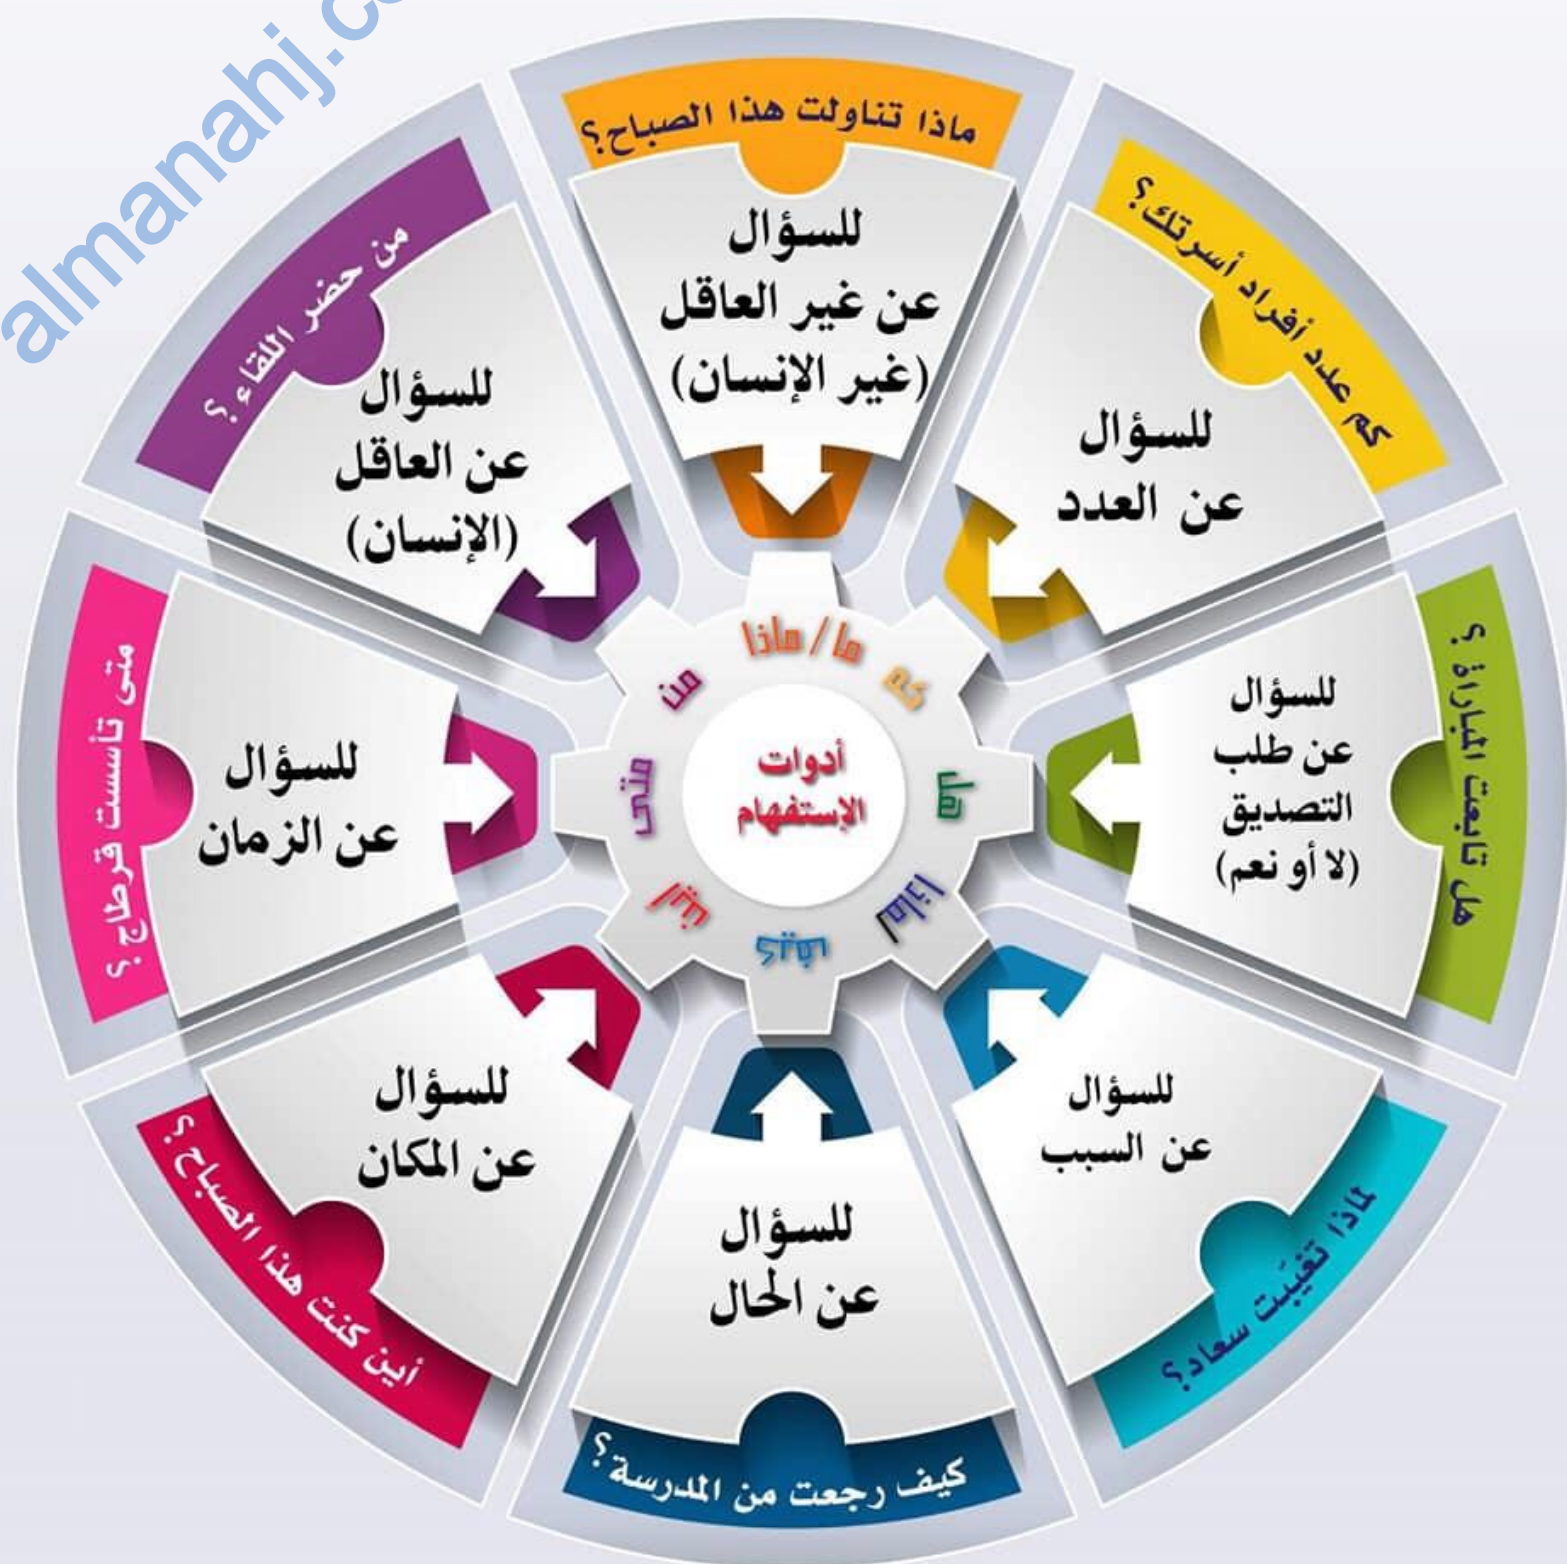 almanahj.co
ماذا تناولت هذا الصباح؟
للسؤال
عن غير العاقل
(غير الإنسان)
كم عدد أفراد أسرتك؟
للسؤال
عن العدد
هل تابعت المباراة ؟
للسؤال
عن طلب
التصديق
(لا أو نعم)
لماذا تغيّبت سعاد؟
للسؤال
عن السبب
كيف رجعت من المدرسة؟
للسؤال
عن الحال
أين كنت هذا الصباح ؟
للسؤال
عن المكان
متى تأسست قرطاج ؟
للسؤال
عن الزمان
من حضر اللقاء ؟
للسؤال
عن العاقل
(الإنسان)
أدوات
الإستفهام
ما / ماذا
كم
هل
لماذا
كيف
أين
متى
من